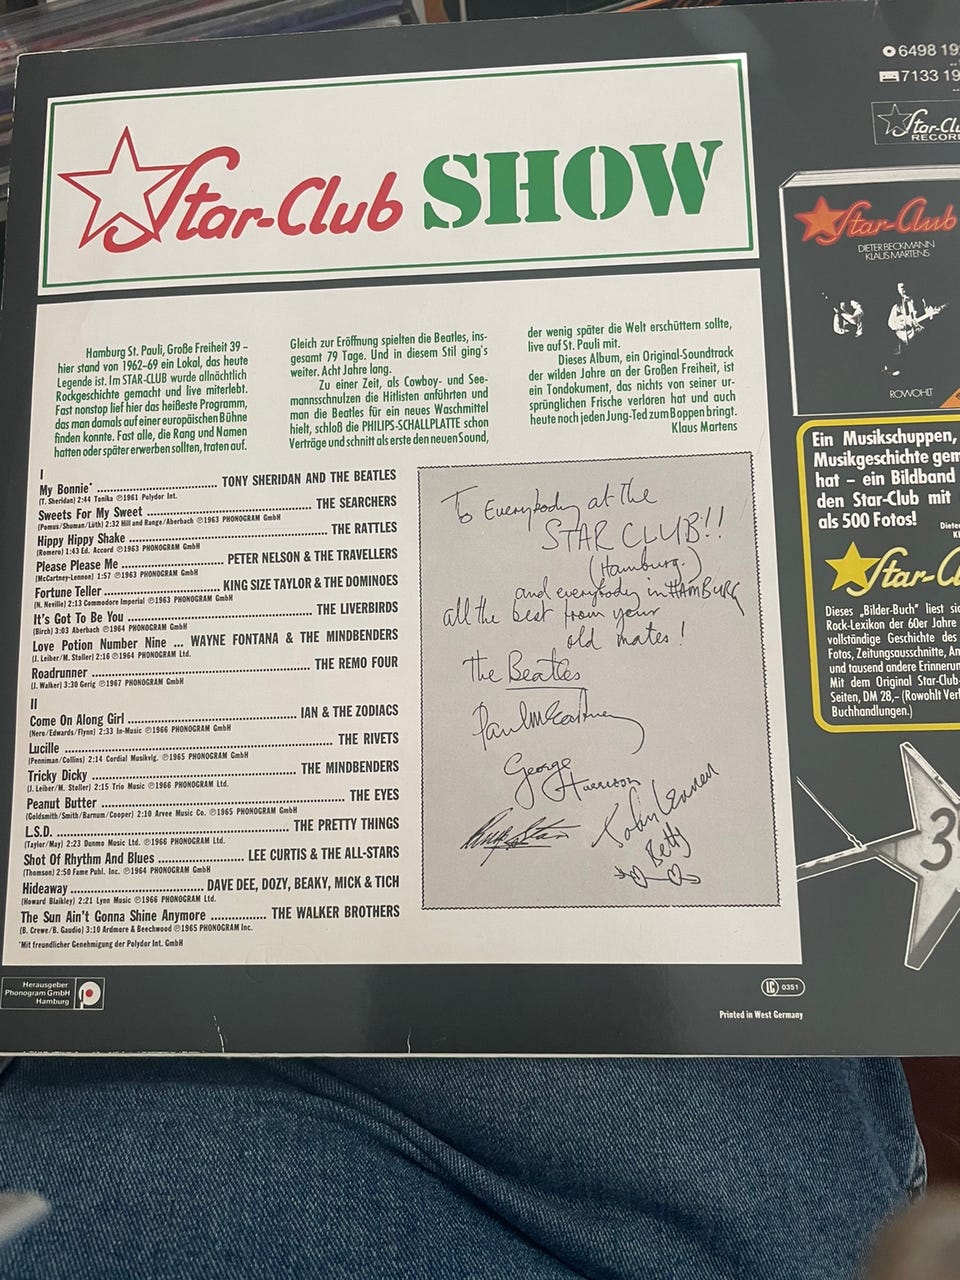 6498 19
7133 19
Star-Clu
RECOR
Star-Club SHOW
Star-Club
DIETER BECKMANN
KLAUS MARTENS
ROWOHLT
Hamburg St. Pauli, Große Freiheit 39 –
hier stand von 1962–69 ein Lokal, das heute
Legende ist. Im STAR-CLUB wurde allnächtlich
Rockgeschichte gemacht und live miterlebt.
Fast nonstop lief hier das heißeste Programm,
das man damals auf einer europäischen Bühne
finden konnte. Fast alle, die Rang und Namen
hatten oder später erwerben sollten, traten auf.
Gleich zur Eröffnung spielten die Beatles, ins-
gesamt 79 Tage. Und in diesem Stil ging's
weiter. Acht Jahre lang.
Zu einer Zeit, als Cowboy- und See-
mannsschnulzen die Hitlisten anführten und
man die Beatles für ein neues Waschmittel
hielt, schloß die PHILIPS-SCHALLPLATTE schon
Verträge und schnitt als erste den neuen Sound,
der wenig später die Welt erschüttern sollte,
live auf St. Pauli mit.
Dieses Album, ein Original-Soundtrack
der wilden Jahre an der Großen Freiheit, ist
ein Tondokument, das nichts von seiner ur-
sprünglichen Frische verloren hat und auch
heute noch jeden Jung-Ted zum Boppen bringt.
Klaus Martens
I
My Bonnie* ........ TONY SHERIDAN AND THE BEATLES
(T. Sheridan) 2:44 Tonika ℗1961 Polydor Int.
Sweets For My Sweet ........ THE SEARCHERS
(Pomus/Shuman/Lüth) 2:32 Hill and Range/Aberbach ℗1963 PHONOGRAM GmbH
Hippy Hippy Shake ........ THE RATTLES
(Romero) 1:43 Ed. Accord ℗1963 PHONOGRAM GmbH
Please Please Me ........ PETER NELSON & THE TRAVELLERS
(McCartney-Lennon) 1:57 ℗1963 PHONOGRAM GmbH
Fortune Teller ........ KING SIZE TAYLOR & THE DOMINOES
(N. Neville) 2:13 Commodore Imperial ℗1963 PHONOGRAM GmbH
It's Got To Be You ........ THE LIVERBIRDS
(Birch) 3:03 Aberbach ℗1964 PHONOGRAM GmbH
Love Potion Number Nine ... WAYNE FONTANA & THE MINDBENDERS
(J. Leiber/M. Stoller) 2:16 ℗1964 PHONOGRAM Ltd.
Roadrunner ........ THE REMO FOUR
(J. Walker) 3:30 Gerig ℗1967 PHONOGRAM GmbH
II
Come On Along Girl ........ IAN & THE ZODIACS
(Nero/Edwards/Flynn) 2:33 In-Music ℗1966 PHONOGRAM GmbH
Lucille ........ THE RIVETS
(Penniman/Collins) 2:14 Cordial Musikvlg. ℗1965 PHONOGRAM GmbH
Tricky Dicky ........ THE MINDBENDERS
(J. Leiber/M. Stoller) 2:15 Trio Music ℗1966 PHONOGRAM Ltd.
Peanut Butter ........ THE EYES
(Goldsmith/Smith/Barnum/Cooper) 2:10 Arvee Music Co. ℗1965 PHONOGRAM GmbH
L.S.D. ........ THE PRETTY THINGS
(Taylor/May) 2:23 Dunmo Music Ltd. ℗1966 PHONOGRAM Ltd.
Shot Of Rhythm And Blues ........ LEE CURTIS & THE ALL-STARS
(Thomson) 2:50 Fame Publ. Inc. ℗1964 PHONOGRAM GmbH
Hideaway ........ DAVE DEE, DOZY, BEAKY, MICK & TICH
(Howard Blaikley) 2:21 Lynn Music ℗1966 PHONOGRAM Ltd.
The Sun Ain't Gonna Shine Anymore ........ THE WALKER BROTHERS
(B. Crewe/B. Gaudio) 3:10 Ardmore & Beechwood ℗1965 PHONOGRAM Inc.
*Mit freundlicher Genehmigung der Polydor Int. GmbH
To Everybody at the
STAR CLUB!!
(Hamburg.)
and everybody in HAMBURG
all the best from your
old mates!
the Beatles
Paul McCartney
George
Harrison
Ringo Starr
John Lennon
Betty
Ein Musikschuppen,
Musikgeschichte gem
hat – ein Bildband
den Star-Club mit
als 500 Fotos!
Diete
Kl
Star-C
Dieses „Bilder-Buch" liest sic
Rock-Lexikon der 60er Jahre
vollständige Geschichte des
Fotos, Zeitungsausschnitte, An
und tausend andere Erinnerun
Mit dem Original Star-Club-
Seiten, DM 28,– (Rowohlt Verl
Buchhandlungen.)
3
Herausgeber
Phonogram GmbH
Hamburg
LC 0351
Printed in West Germany